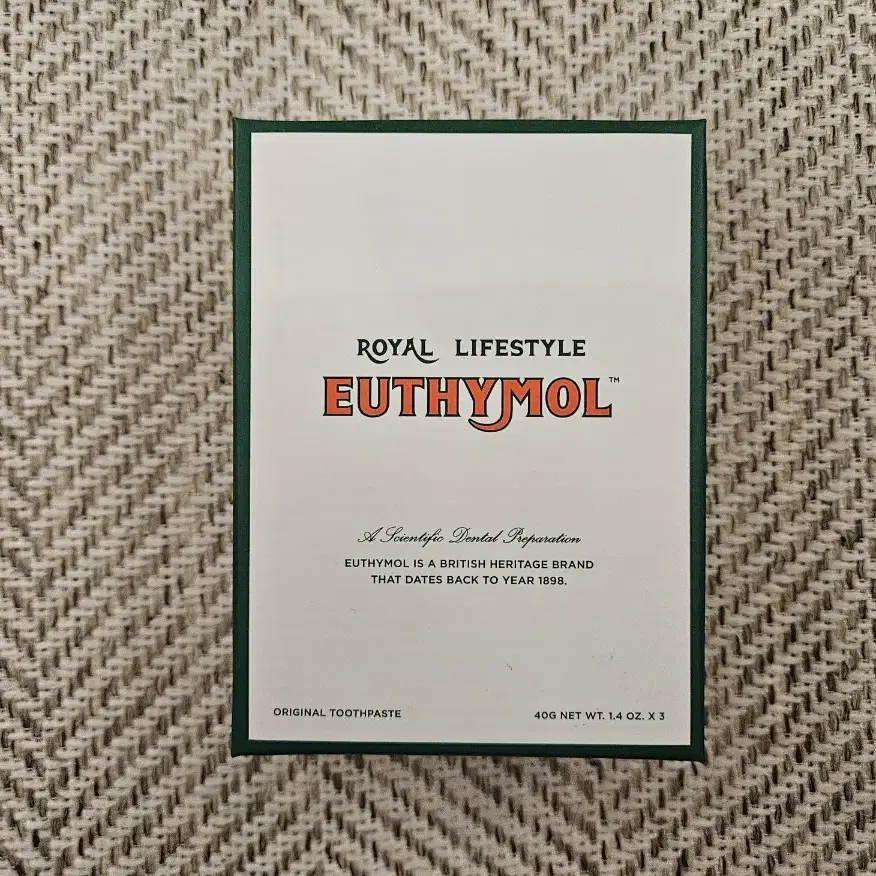 ROYAL LIFESTYLE
EUTHYMOL™
A Scientific Dental Preparation
EUTHYMOL IS A BRITISH HERITAGE BRAND
THAT DATES BACK TO YEAR 1898.
ORIGINAL TOOTHPASTE
40G NET WT. 1.4 OZ. X 3